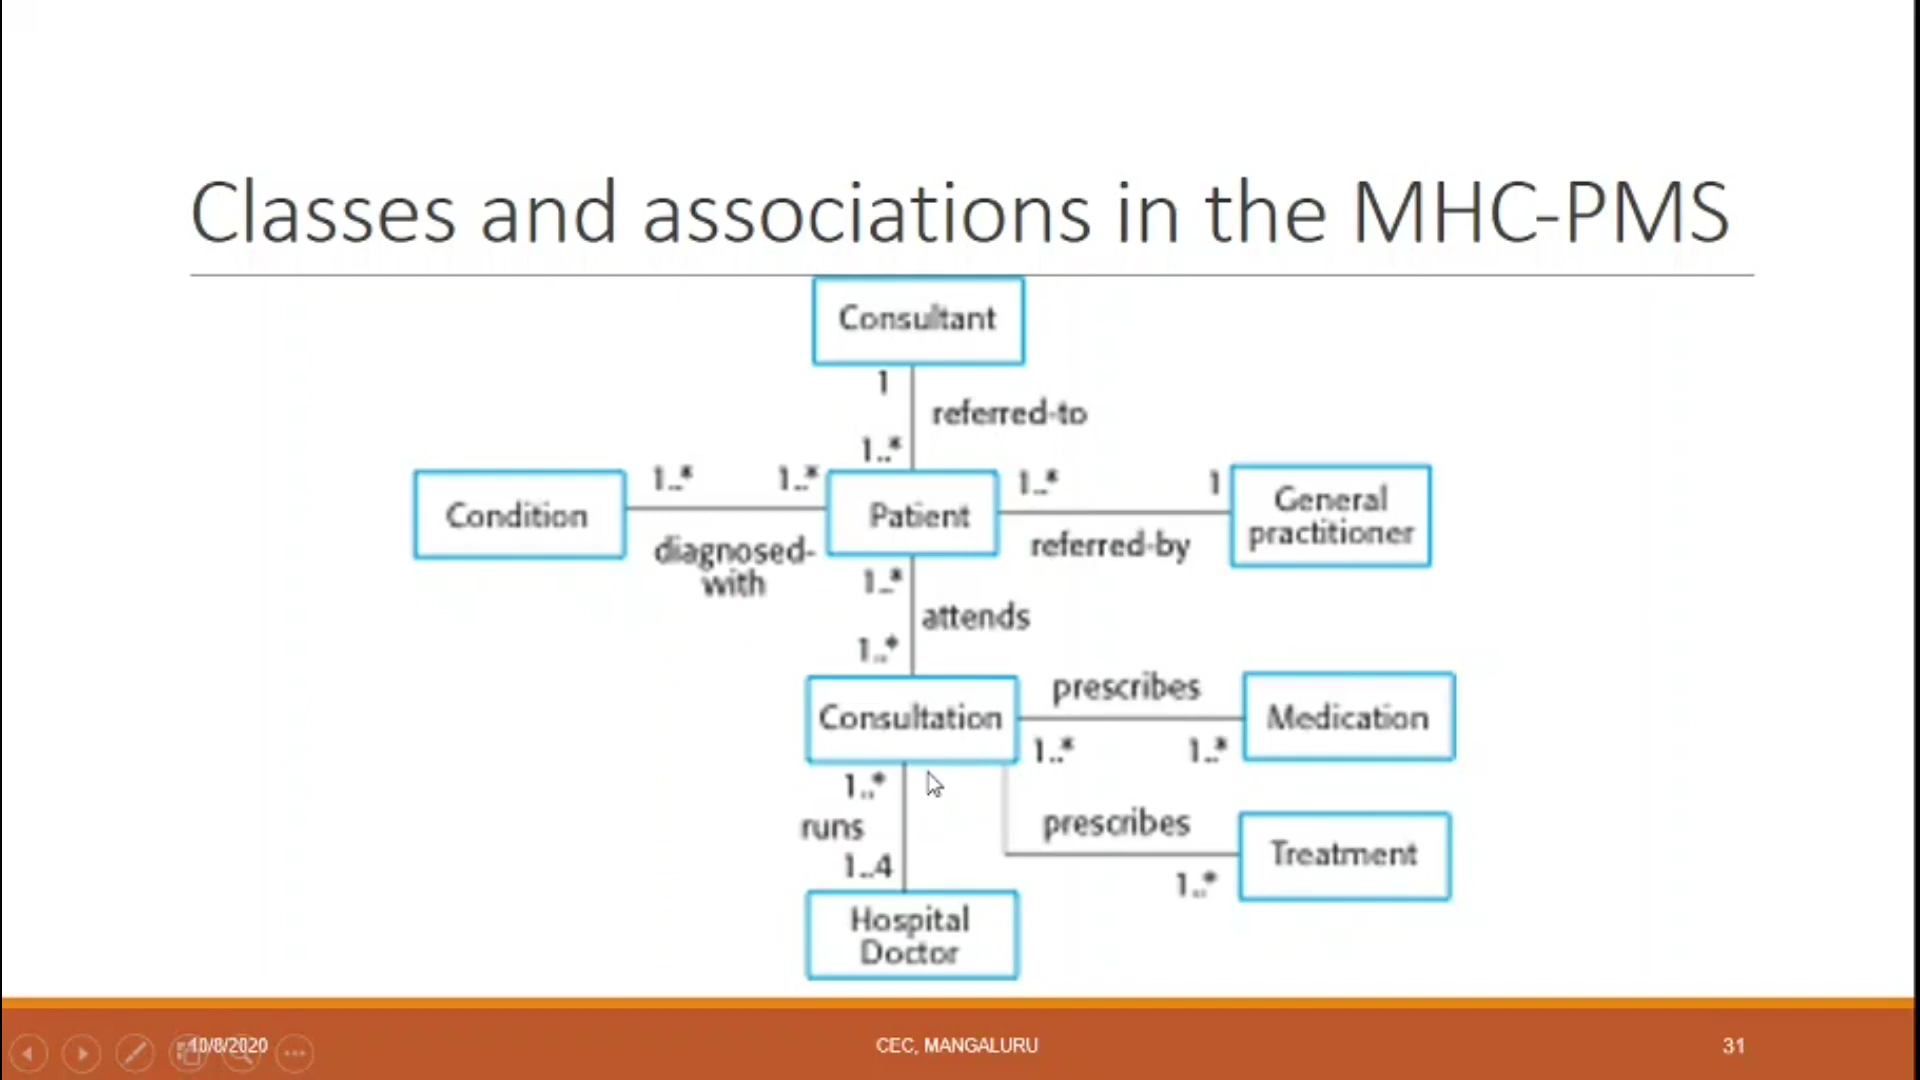 Classes and associations in the MHC-PMS
Consultant
1
referred-to
1..*
Condition
1..*
1..*
diagnosed-
with
Patient
1..*
1
referred-by
General
practitioner
1..*
attends
1..*
Consultation
prescribes
1..*
1..*
Medication
1..*
runs
1..4
prescribes
1..*
Treatment
Hospital
Doctor
10/8/2020
CEC, MANGALURU
31